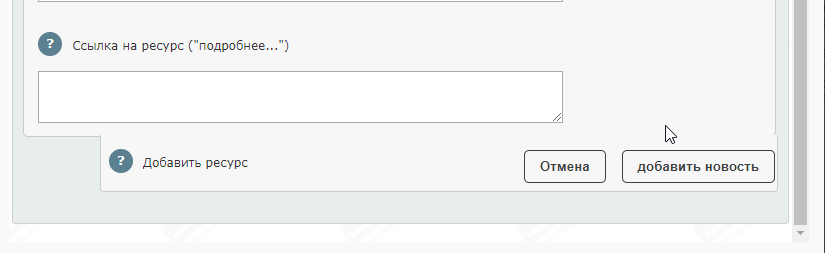 ? Ссылка на ресурс ("подробнее...")
? Добавить ресурс
Отмена
добавить новость